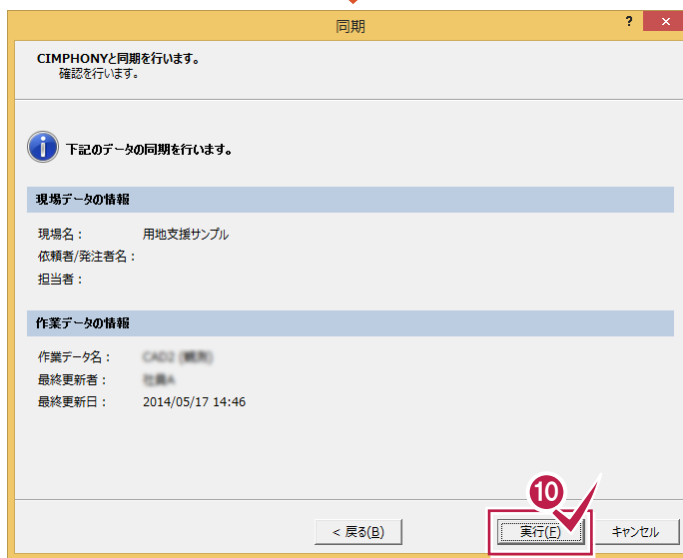 同期
?
×
CIMPHONYと同期を行います。
確認を行います。
下記のデータの同期を行います。
現場データの情報
現場名： 用地支援サンプル
依頼者/発注者名：
担当者：
作業データの情報
作業データ名： CAD2
最終更新者： 社員A
最終更新日： 2014/05/17 14:46
10
< 戻る(B)
実行(F)
キャンセル